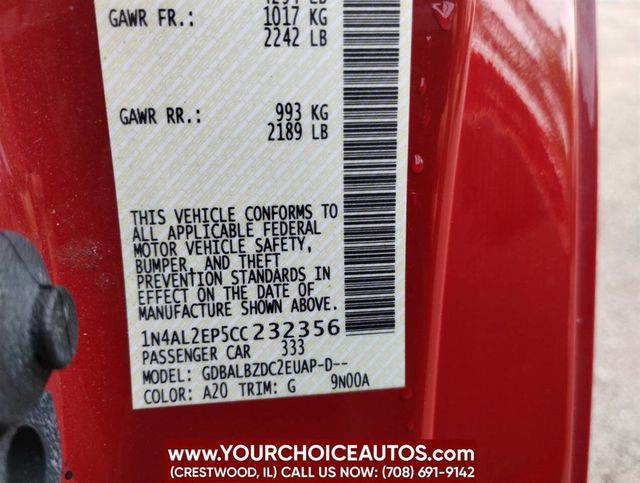 GAWR FR.: 1017 KG
2242 LB
GAWR RR.: 993 KG
2189 LB
THIS VEHICLE CONFORMS TO
ALL APPLICABLE FEDERAL
MOTOR VEHICLE SAFETY,
BUMPER, AND THEFT
PREVENTION STANDARDS IN
EFFECT ON THE DATE OF
MANUFACTURE SHOWN ABOVE.
1N4AL2EP5CC232356
PASSENGER CAR 333
MODEL: GDBALBZDC2EUAP-D--
COLOR: A20 TRIM: G 9N00A
www.YOURCHOICEAUTOS.com
(CRESTWOOD, IL) CALL US NOW: (708) 691-9142